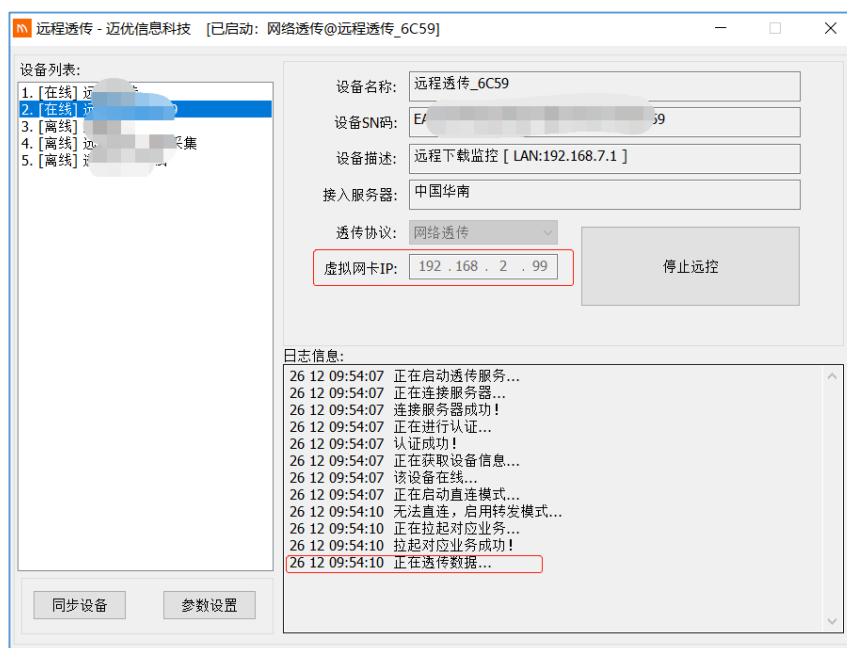 远程透传 - 迈优信息科技 [已启动: 网络透传@远程透传_6C59]
设备列表:
1. [在线]
2. [在线]
3. [离线]
4. [离线] 采集
5. [离线]
设备名称: 远程透传_6C59
设备SN码: 59
设备描述: 远程下载监控 [ LAN:192.168.7.1 ]
接入服务器: 中国华南
透传协议: 网络透传
虚拟网卡IP: 192 . 168 . 2 . 99
停止远控
日志信息:
26 12 09:54:07 正在启动透传服务...
26 12 09:54:07 正在连接服务器...
26 12 09:54:07 连接服务器成功!
26 12 09:54:07 正在进行认证...
26 12 09:54:07 认证成功!
26 12 09:54:07 正在获取设备信息...
26 12 09:54:07 该设备在线...
26 12 09:54:07 正在启动直连模式...
26 12 09:54:10 无法直连，启用转发模式...
26 12 09:54:10 正在拉起对应业务...
26 12 09:54:10 拉起对应业务成功!
26 12 09:54:10 正在透传数据...
同步设备
参数设置